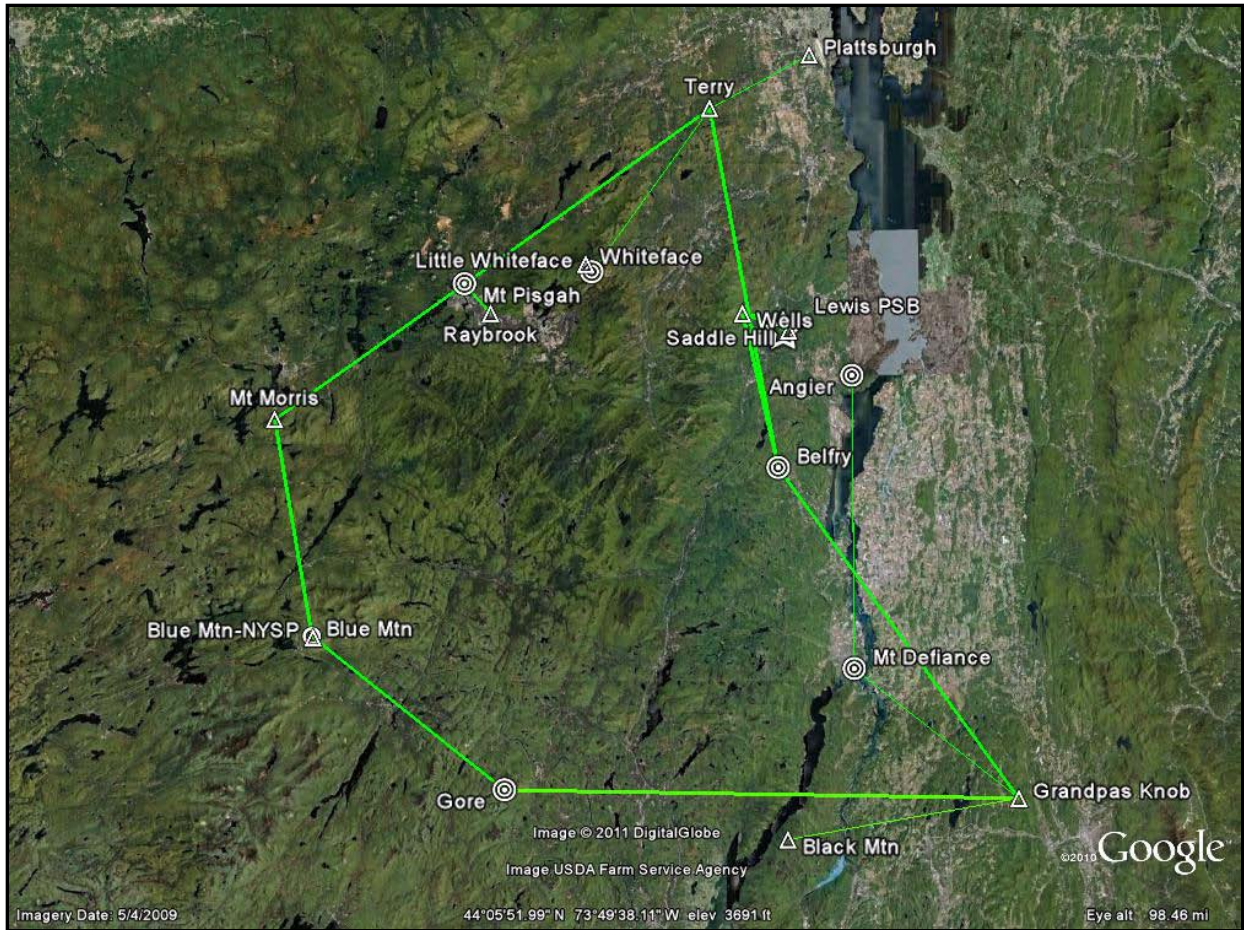 Plattsburgh
Terry
Little Whiteface
Whiteface
Mt Pisgah
Raybrook
Lewis PSB
Wells
Saddle Hill
Angier
Mt Morris
Belfry
Blue Mtn-NYSP
Blue Mtn
Mt Defiance
Gore
Grandpas Knob
Black Mtn
Image © 2011 DigitalGlobe
Image USDA Farm Service Agency
©2010 Google
Imagery Date: 5/4/2009
44°05'51.99" N 73°49'38.11" W elev 3691 ft
Eye alt 98.46 mi